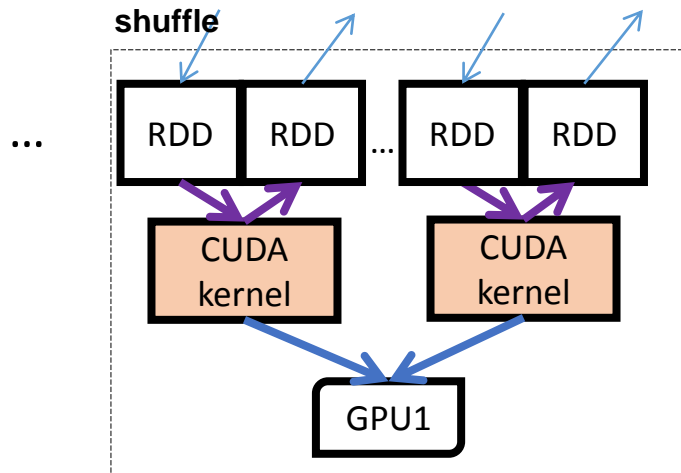 shuffle
RDD
RDD
RDD
RDD
...
...
CUDA
kernel
CUDA
kernel
GPU1